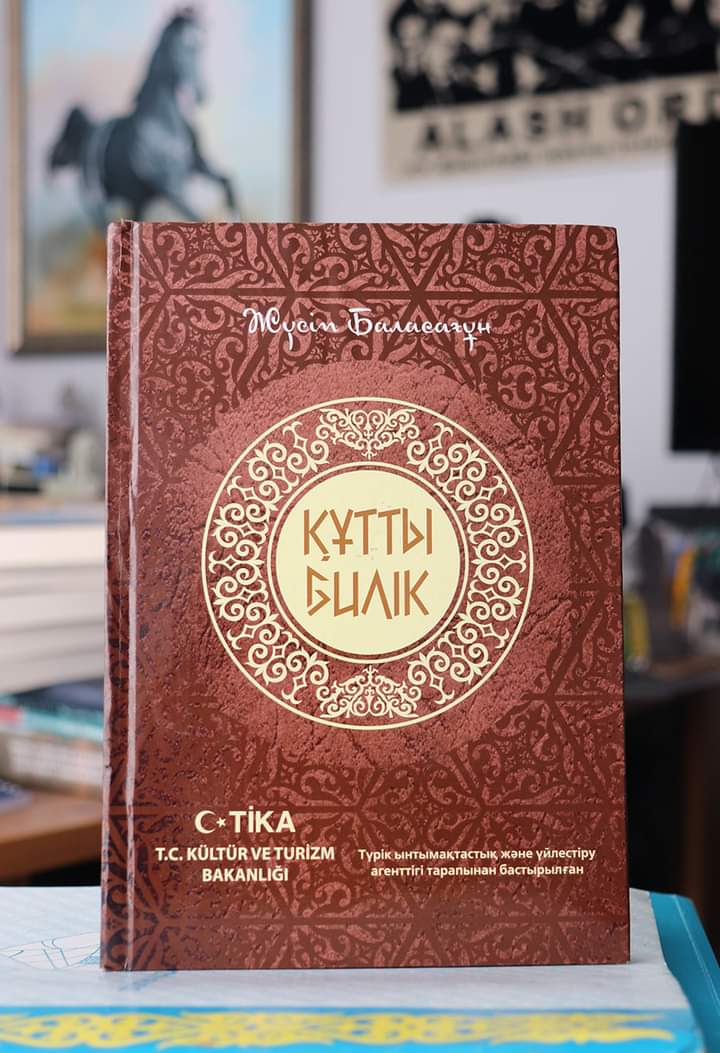 ALASH ORD
Жүсіп Баласағұн
ҚҰТТЫ
БИЛІК
TİKA
T.C. KÜLTÜR VE TURİZM
BAKANLIĞI
Түрік ынтымақтастық және үйлестіру
агенттігі тарапынан бастырылған